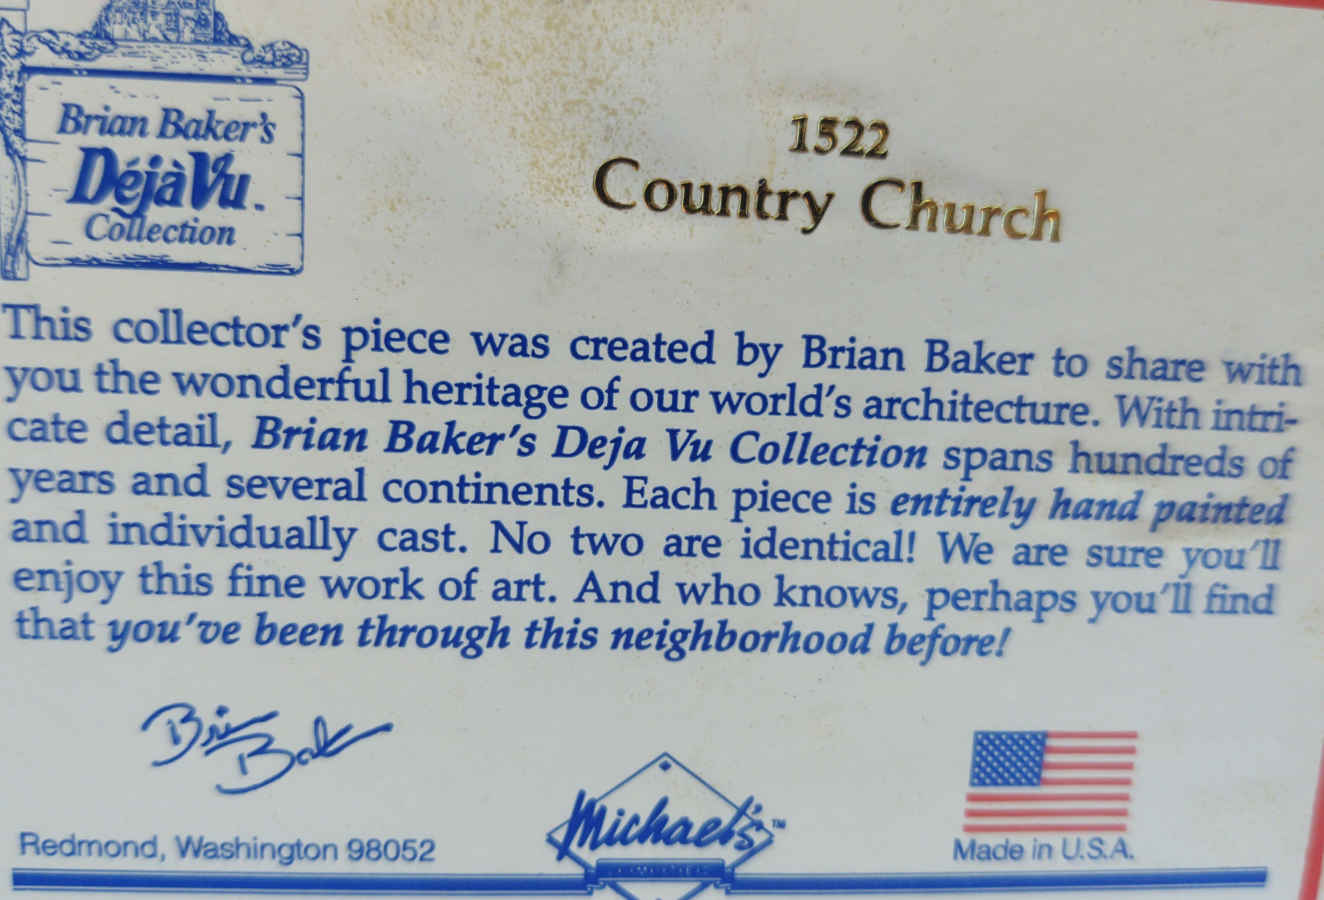 Brian Baker's
DéjàVu™
Collection
1522
Country Church
This collector's piece was created by Brian Baker to share with
you the wonderful heritage of our world's architecture. With intri-
cate detail, Brian Baker's Deja Vu Collection spans hundreds of
years and several continents. Each piece is entirely hand painted
and individually cast. No two are identical! We are sure you'll
enjoy this fine work of art. And who knows, perhaps you'll find
that you've been through this neighborhood before!
Brian Baker
Redmond, Washington 98052
Michael's™
Made in U.S.A.